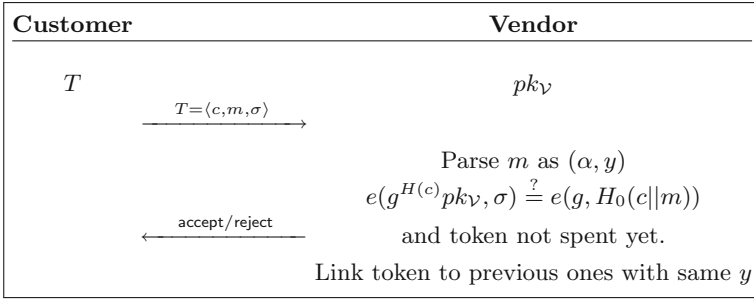 Customer Vendor
T pk_𝒱
T=⟨c,m,σ⟩
Parse m as (α, y)
e(g^{H(c)}pk_𝒱, σ) ≟ e(g, H_0(c||m))
accept/reject and token not spent yet.
Link token to previous ones with same y